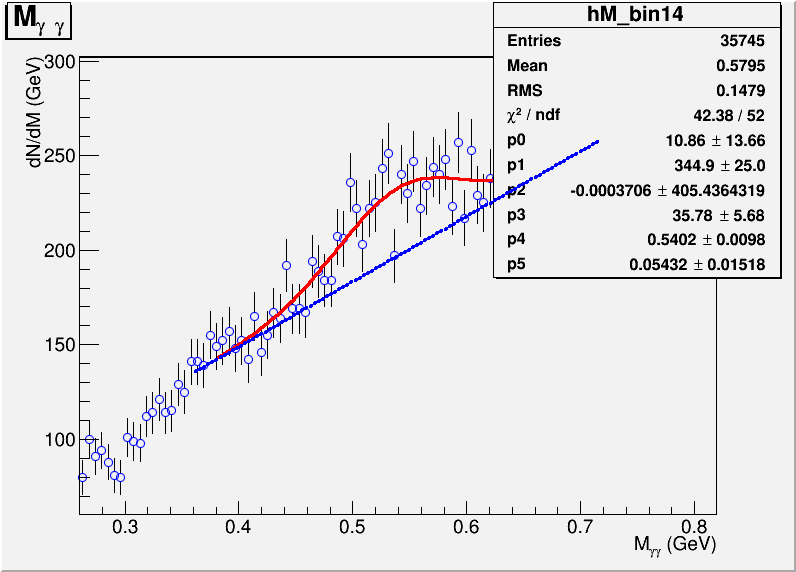 M γ γ
hM_bin14
Entries 35745
Mean 0.5795
RMS 0.1479
χ² / ndf 42.38 / 52
p0 10.86 ± 13.66
p1 344.9 ± 25.0
p2 -0.0003706 ± 405.4364319
p3 35.78 ± 5.68
p4 0.5402 ± 0.0098
p5 0.05432 ± 0.01518
dN/dM (GeV)
300
250
200
150
100
0.3 0.4 0.5 0.6 0.7 0.8
Mγγ (GeV)